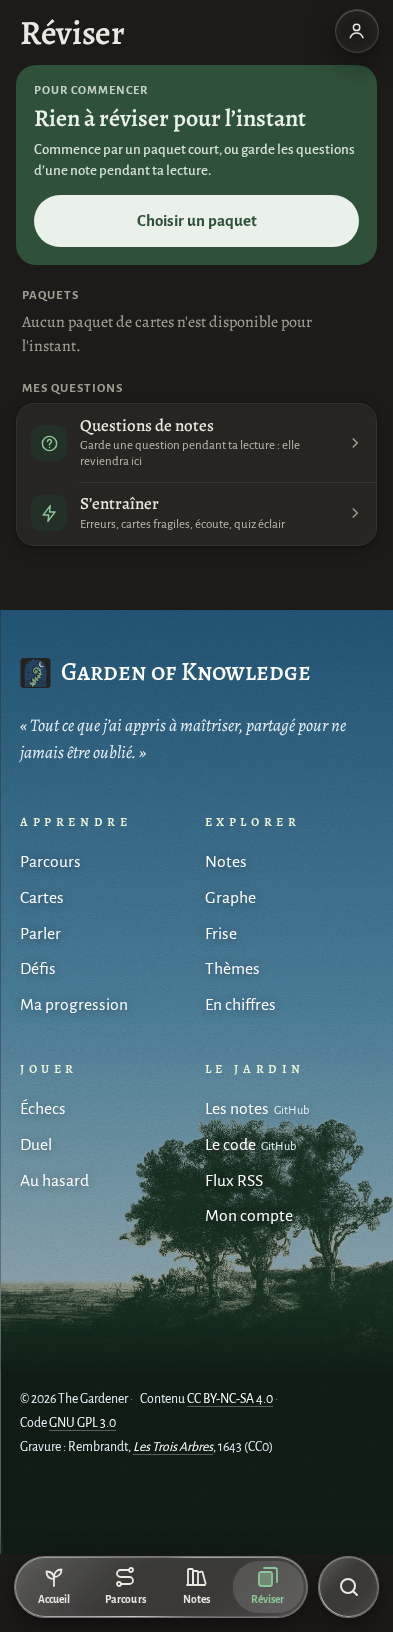 Réviser
POUR COMMENCER
Rien à réviser pour l’instant
Commence par un paquet court, ou garde les questions
d’une note pendant ta lecture.
Choisir un paquet
PAQUETS
Aucun paquet de cartes n'est disponible pour
l'instant.
MES QUESTIONS
Questions de notes
Garde une question pendant ta lecture : elle
reviendra ici
S’entraîner
Erreurs, cartes fragiles, écoute, quiz éclair
Garden of Knowledge
« Tout ce que j’ai appris à maîtriser, partagé pour ne
jamais être oublié. »
APPRENDRE
Parcours
Cartes
Parler
Défis
Ma progression
EXPLORER
Notes
Graphe
Frise
Thèmes
En chiffres
JOUER
Échecs
Duel
Au hasard
LE JARDIN
Les notes GitHub
Le code GitHub
Flux RSS
Mon compte
© 2026 The Gardener · Contenu CC BY-NC-SA 4.0 ·
Code GNU GPL 3.0
Gravure : Rembrandt, Les Trois Arbres, 1643 (CC0)
Accueil
Parcours
Notes
Réviser